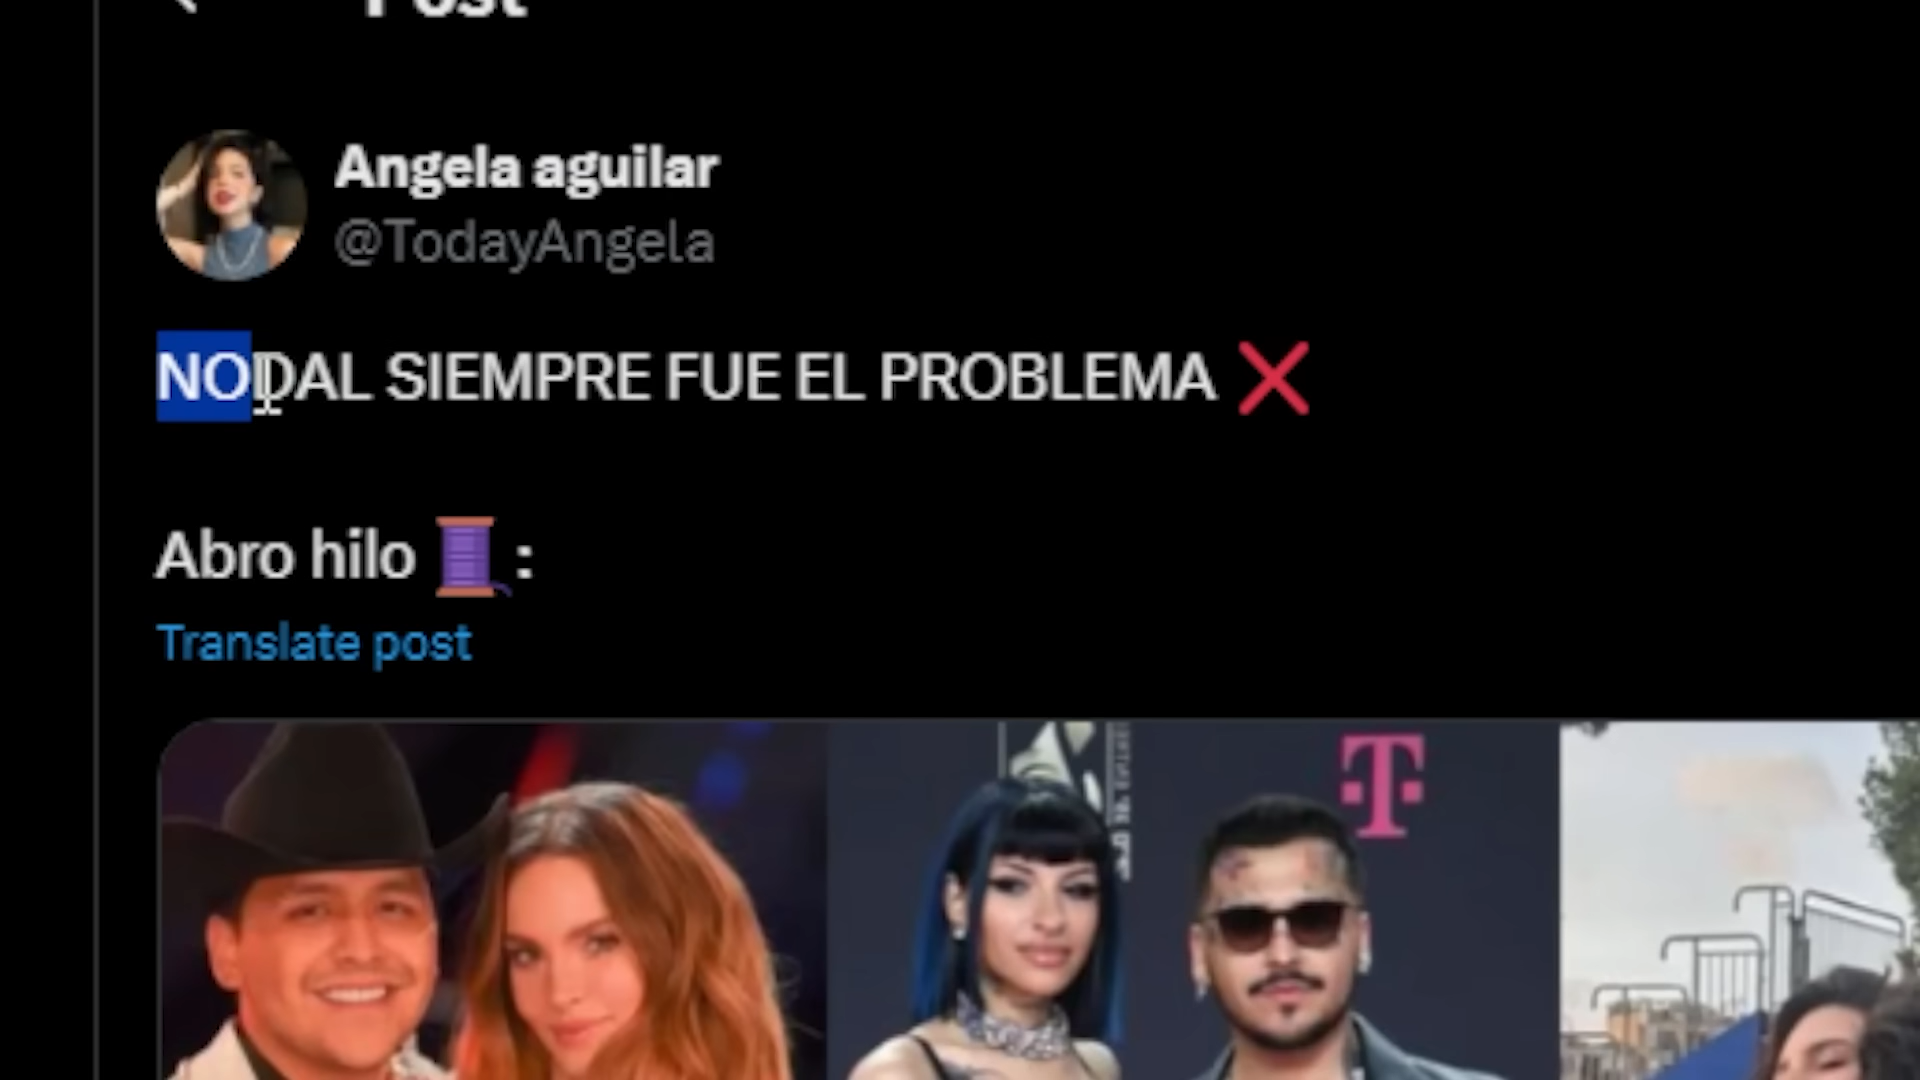 Post
Angela aguilar
@TodayAngela
NODAL SIEMPRE FUE EL PROBLEMA ❌
Abro hilo 🧵:
Translate post
T